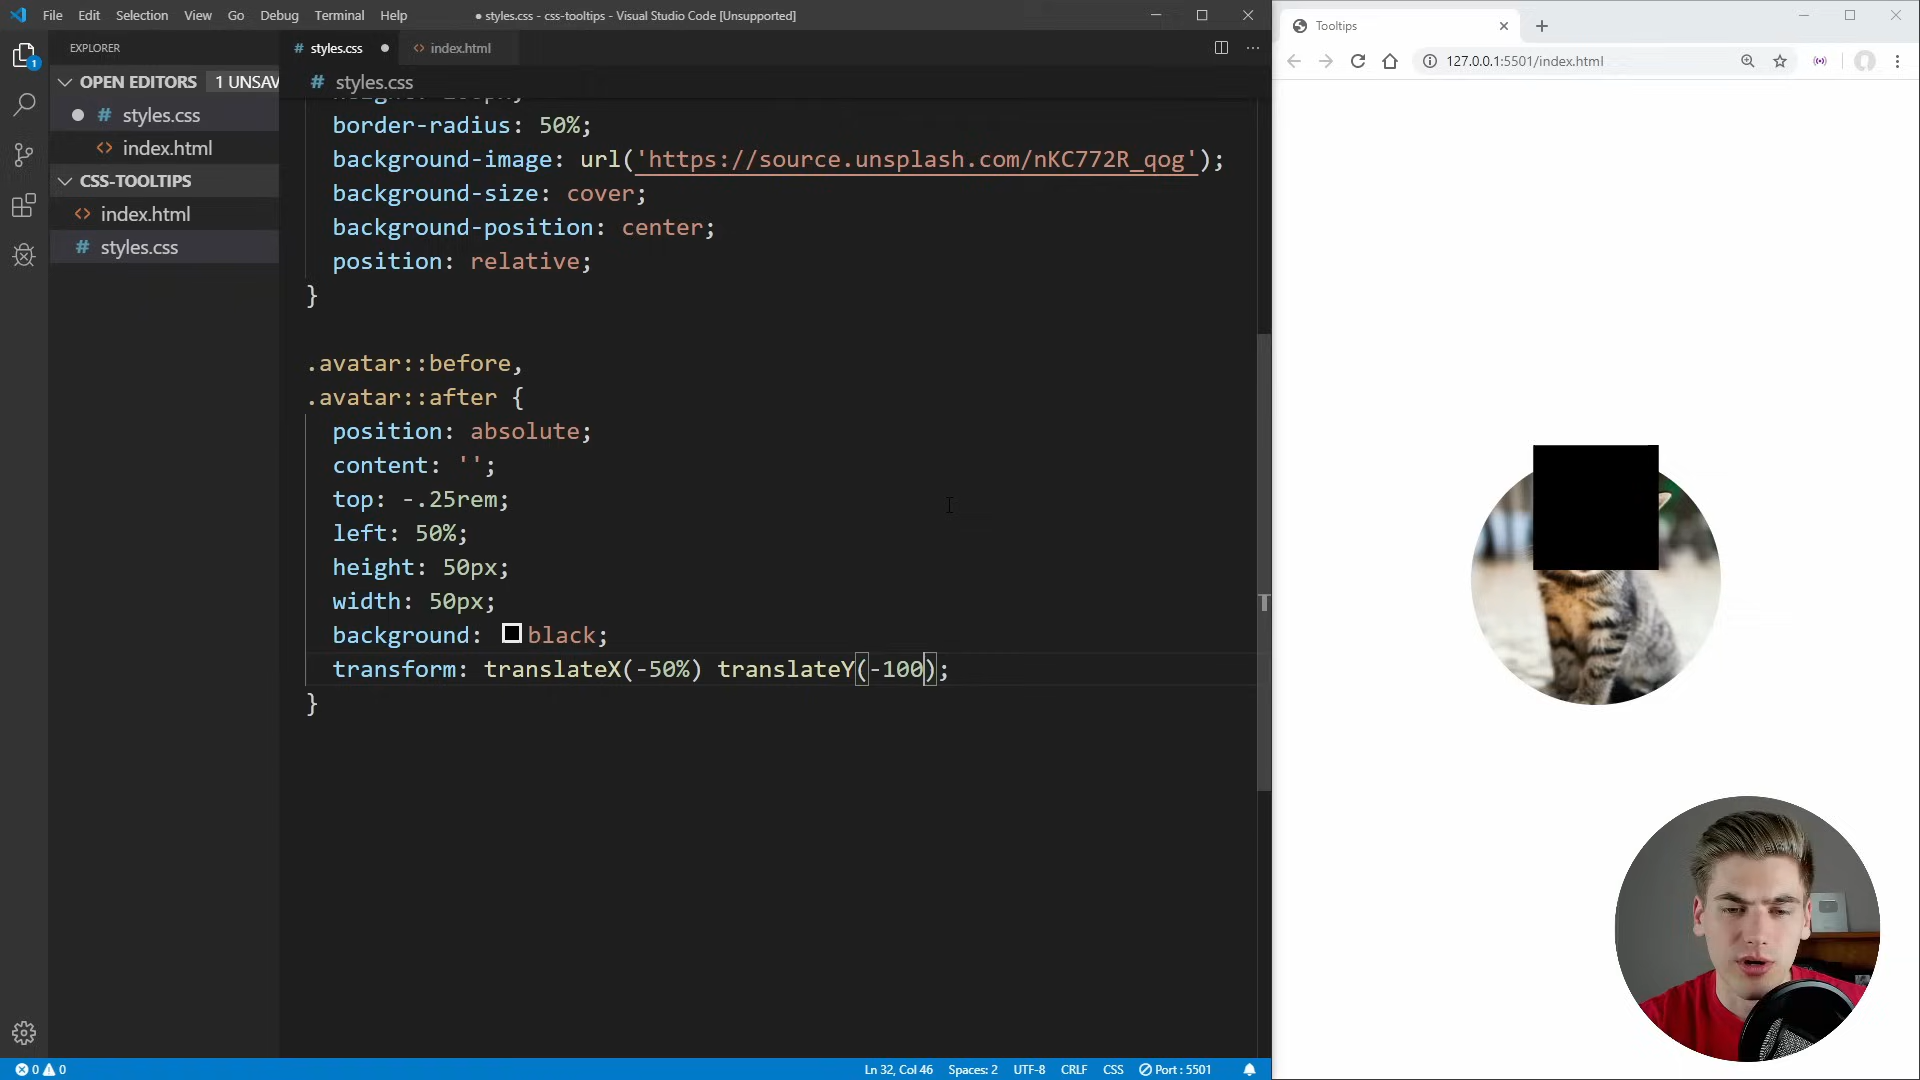 File Edit Selection View Go Debug Terminal Help
● styles.css - css-tooltips - Visual Studio Code [Unsupported]
Tooltips
EXPLORER
# styles.css ●
<> index.html
127.0.0.1:5501/index.html
OPEN EDITORS 1 UNSAV
# styles.css
1
# styles.css
<> index.html
CSS-TOOLTIPS
<> index.html
# styles.css
border-radius: 50%;
background-image: url('https://source.unsplash.com/nKC772R_qog');
background-size: cover;
background-position: center;
position: relative;
}
.avatar::before,
.avatar::after {
position: absolute;
content: '';
top: -.25rem;
left: 50%;
height: 50px;
width: 50px;
background: black;
transform: translateX(-50%) translateY(-100);
}
0 0
Ln 32, Col 46 Spaces: 2 UTF-8 CRLF CSS Port : 5501